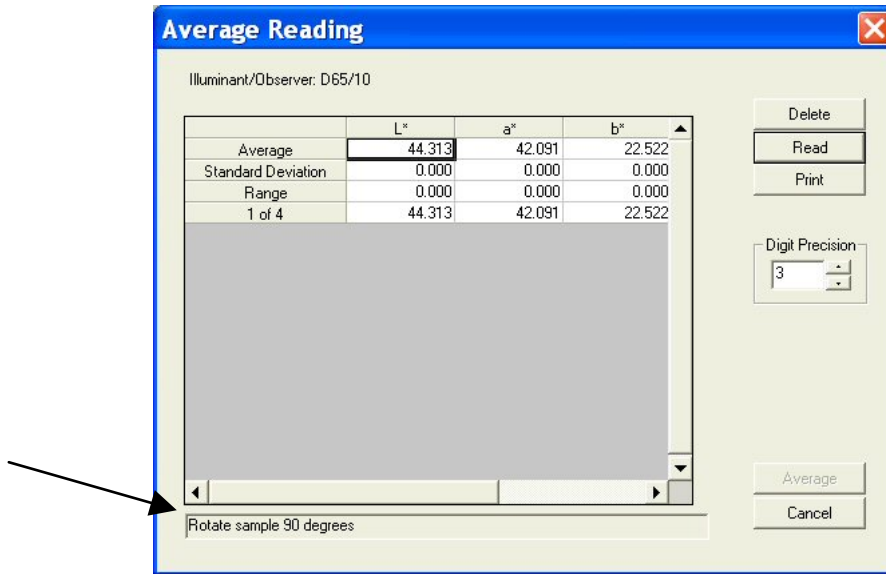 Average Reading
Illuminant/Observer: D65/10
L* a* b*
Average 44.313 42.091 22.522
Standard Deviation 0.000 0.000 0.000
Range 0.000 0.000 0.000
1 of 4 44.313 42.091 22.522
Rotate sample 90 degrees
Delete
Read
Print
Digit Precision
3
Average
Cancel